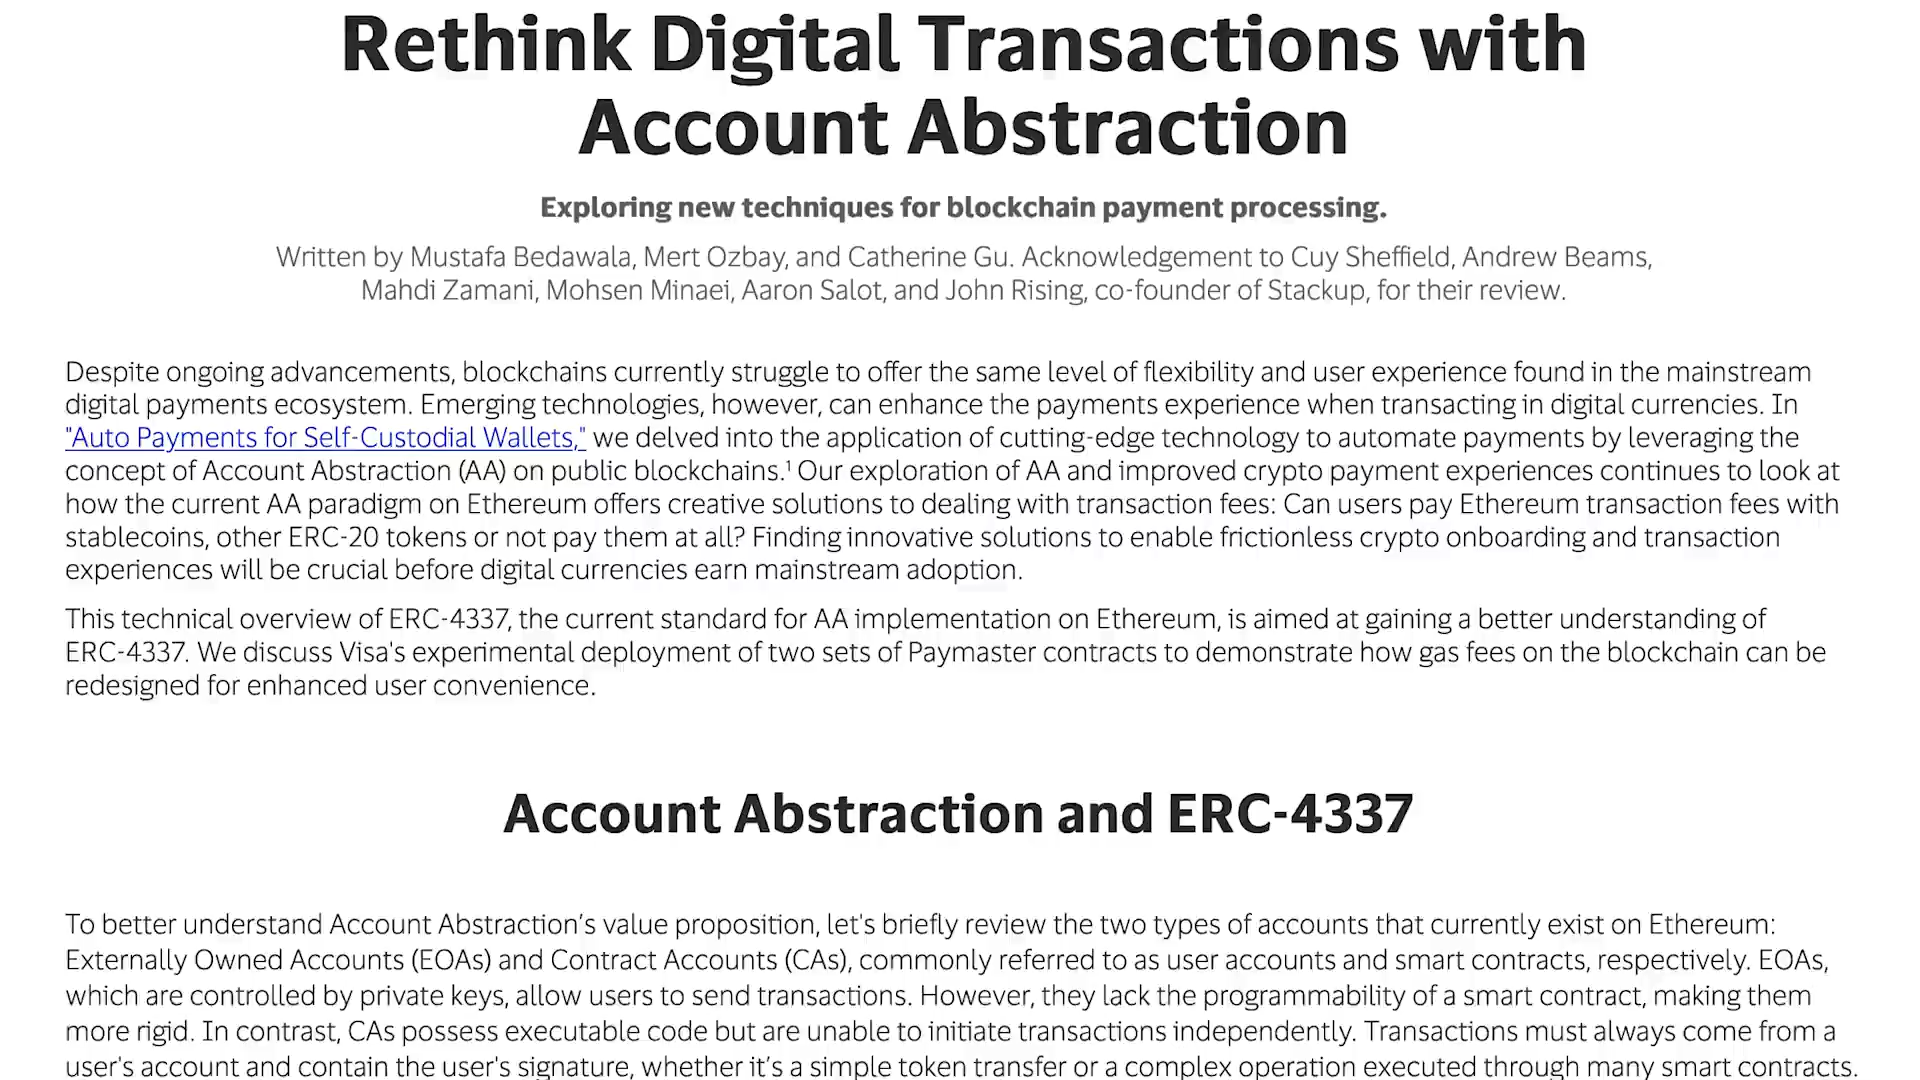 Rethink Digital Transactions with
Account Abstraction
Exploring new techniques for blockchain payment processing.
Written by Mustafa Bedawala, Mert Ozbay, and Catherine Gu. Acknowledgement to Cuy Sheffield, Andrew Beams,
Mahdi Zamani, Mohsen Minaei, Aaron Salot, and John Rising, co-founder of Stackup, for their review.
Despite ongoing advancements, blockchains currently struggle to offer the same level of flexibility and user experience found in the mainstream
digital payments ecosystem. Emerging technologies, however, can enhance the payments experience when transacting in digital currencies. In
"Auto Payments for Self-Custodial Wallets," we delved into the application of cutting-edge technology to automate payments by leveraging the
concept of Account Abstraction (AA) on public blockchains.¹ Our exploration of AA and improved crypto payment experiences continues to look at
how the current AA paradigm on Ethereum offers creative solutions to dealing with transaction fees: Can users pay Ethereum transaction fees with
stablecoins, other ERC-20 tokens or not pay them at all? Finding innovative solutions to enable frictionless crypto onboarding and transaction
experiences will be crucial before digital currencies earn mainstream adoption.
This technical overview of ERC-4337, the current standard for AA implementation on Ethereum, is aimed at gaining a better understanding of
ERC-4337. We discuss Visa's experimental deployment of two sets of Paymaster contracts to demonstrate how gas fees on the blockchain can be
redesigned for enhanced user convenience.
Account Abstraction and ERC-4337
To better understand Account Abstraction’s value proposition, let's briefly review the two types of accounts that currently exist on Ethereum:
Externally Owned Accounts (EOAs) and Contract Accounts (CAs), commonly referred to as user accounts and smart contracts, respectively. EOAs,
which are controlled by private keys, allow users to send transactions. However, they lack the programmability of a smart contract, making them
more rigid. In contrast, CAs possess executable code but are unable to initiate transactions independently. Transactions must always come from a
user's account and contain the user's signature, whether it’s a simple token transfer or a complex operation executed through many smart contracts.